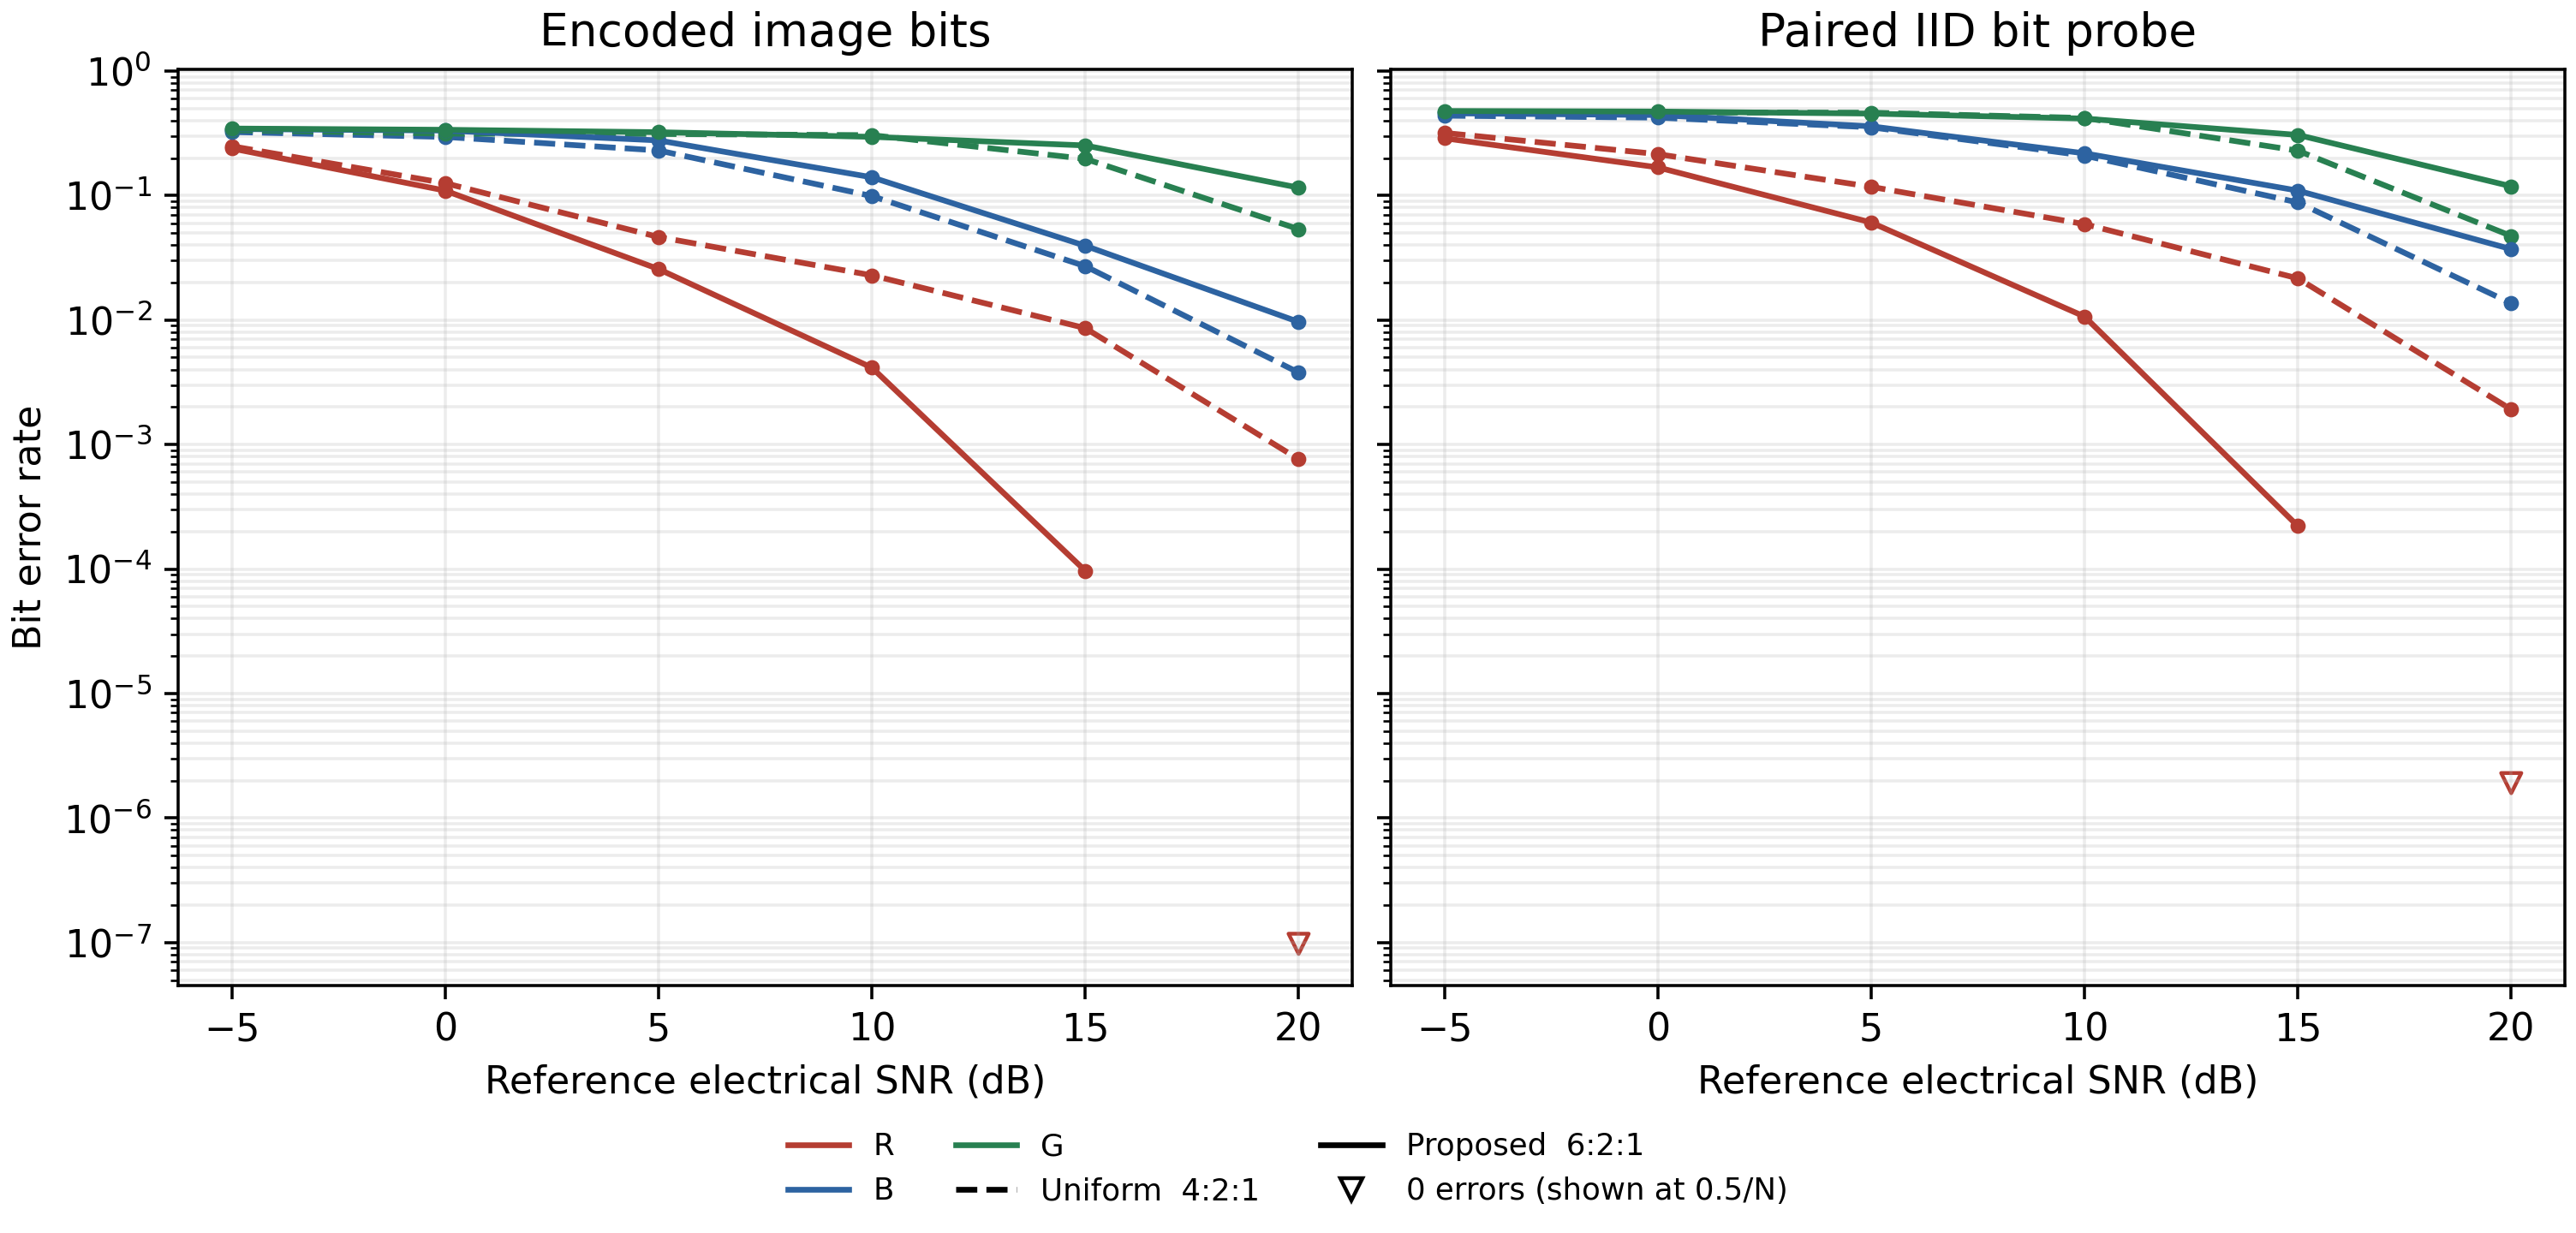 Encoded image bits
Paired IID bit probe
Bit error rate
10⁰
10⁻¹
10⁻²
10⁻³
10⁻⁴
10⁻⁵
10⁻⁶
10⁻⁷
−5 0 5 10 15 20
−5 0 5 10 15 20
Reference electrical SNR (dB)
Reference electrical SNR (dB)
R G Proposed 6:2:1
B Uniform 4:2:1 0 errors (shown at 0.5/N)